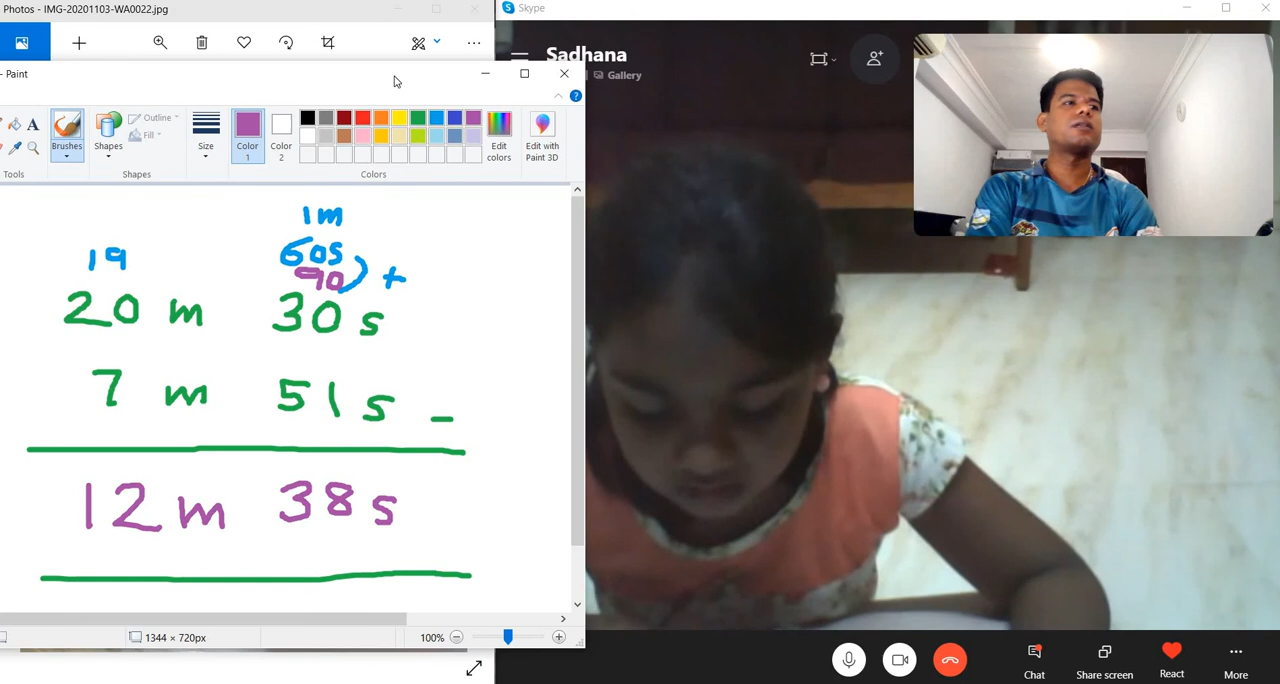 Photos - IMG-20201103-WA0022.jpg
- Paint
A
Brushes
Shapes
Outline
Fill
Size
Color 1
Color 2
Edit colors
Edit with Paint 3D
Tools
Shapes
Colors
1m
60s
19
90
+
20 m 30 s
7 m 51 s -
12 m 38 s
1344 × 720px
100%
Skype
Sadhana
Gallery
Chat
Share screen
React
More